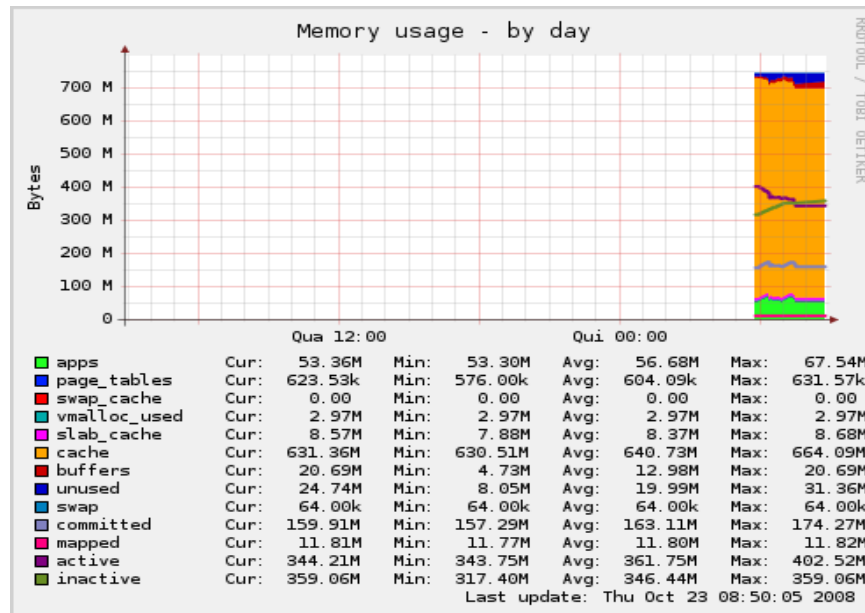 Memory usage - by day
RRDTOOL / TOBI OETIKER
Bytes
700 M
600 M
500 M
400 M
300 M
200 M
100 M
0
Qua 12:00 Qui 00:00
apps Cur: 53.36M Min: 53.30M Avg: 56.68M Max: 67.54M
page_tables Cur: 623.53k Min: 576.00k Avg: 604.09k Max: 631.57k
swap_cache Cur: 0.00 Min: 0.00 Avg: 0.00 Max: 0.00
vmalloc_used Cur: 2.97M Min: 2.97M Avg: 2.97M Max: 2.97M
slab_cache Cur: 8.57M Min: 7.88M Avg: 8.37M Max: 8.68M
cache Cur: 631.36M Min: 630.51M Avg: 640.73M Max: 664.09M
buffers Cur: 20.69M Min: 4.73M Avg: 12.98M Max: 20.69M
unused Cur: 24.74M Min: 8.05M Avg: 19.99M Max: 31.36M
swap Cur: 64.00k Min: 64.00k Avg: 64.00k Max: 64.00k
committed Cur: 159.91M Min: 157.29M Avg: 163.11M Max: 174.27M
mapped Cur: 11.81M Min: 11.77M Avg: 11.80M Max: 11.82M
active Cur: 344.21M Min: 343.75M Avg: 361.75M Max: 402.52M
inactive Cur: 359.06M Min: 317.40M Avg: 346.44M Max: 359.06M
Last update: Thu Oct 23 08:50:05 2008